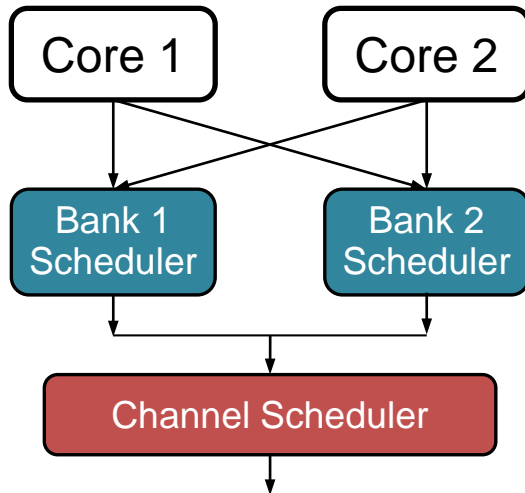 Core 1
Core 2
Bank 1
Scheduler
Bank 2
Scheduler
Channel Scheduler